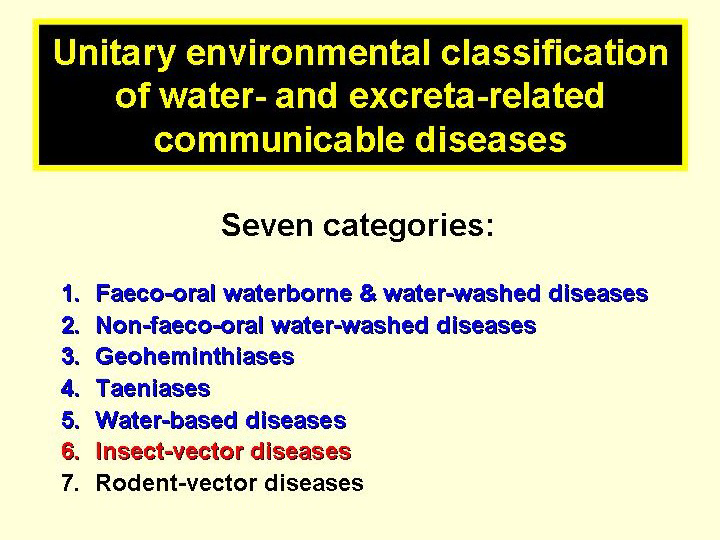 Unitary environmental classification
of water- and excreta-related
communicable diseases
Seven categories:
1. Faeco-oral waterborne & water-washed diseases
2. Non-faeco-oral water-washed diseases
3. Geoheminthiases
4. Taeniases
5. Water-based diseases
6. Insect-vector diseases
7. Rodent-vector diseases